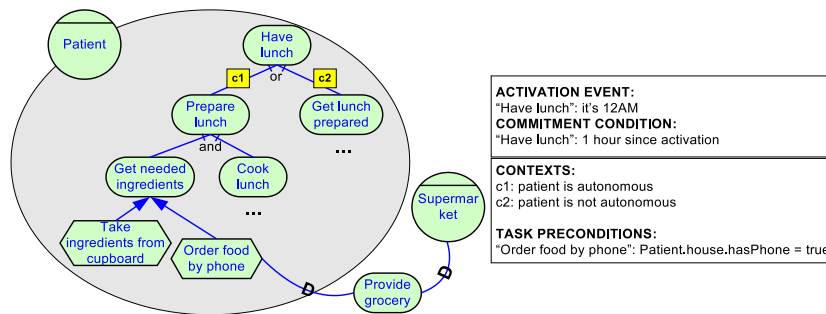 Patient
Have
lunch
c1
or
c2
Prepare
lunch
Get lunch
prepared
...
and
Get needed
ingredients
Cook
lunch
...
Take
ingredients from
cupboard
Order food
by phone
D
Provide
grocery
D
Supermar
ket
ACTIVATION EVENT:
“Have lunch”: it's 12AM
COMMITMENT CONDITION:
“Have lunch”: 1 hour since activation
CONTEXTS:
c1: patient is autonomous
c2: patient is not autonomous
TASK PRECONDITIONS:
“Order food by phone”: Patient.house.hasPhone = true